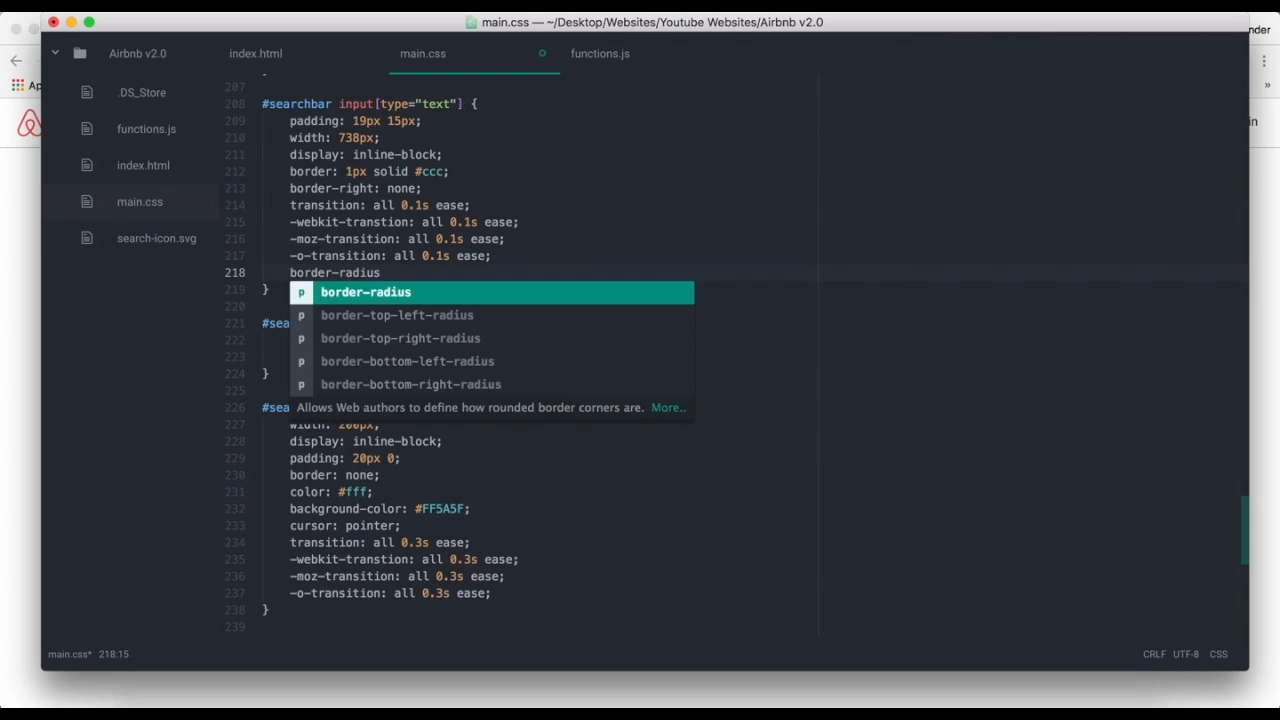 main.css — ~/Desktop/Websites/Youtube Websites/Airbnb v2.0
nder
Airbnb v2.0
index.html
main.css
functions.js
Ap
»
.DS_Store
functions.js
index.html
main.css
search-icon.svg
in
}
207
208 #searchbar input[type="text"] {
209 padding: 19px 15px;
210 width: 738px;
211 display: inline-block;
212 border: 1px solid #ccc;
213 border-right: none;
214 transition: all 0.1s ease;
215 -webkit-transtion: all 0.1s ease;
216 -moz-transition: all 0.1s ease;
217 -o-transition: all 0.1s ease;
218 border-radius
219 }
p border-radius
220
p border-top-left-radius
221 #sea
222
p border-top-right-radius
223
p border-bottom-left-radius
224 }
p border-bottom-right-radius
225
226 #sea
Allows Web authors to define how rounded border corners are. More..
width: 200px;
228 display: inline-block;
229 padding: 20px 0;
230 border: none;
231 color: #fff;
232 background-color: #FF5A5F;
233 cursor: pointer;
234 transition: all 0.3s ease;
235 -webkit-transtion: all 0.3s ease;
236 -moz-transition: all 0.3s ease;
237 -o-transition: all 0.3s ease;
238 }
239
main.css* 218:15
CRLF UTF-8 CSS